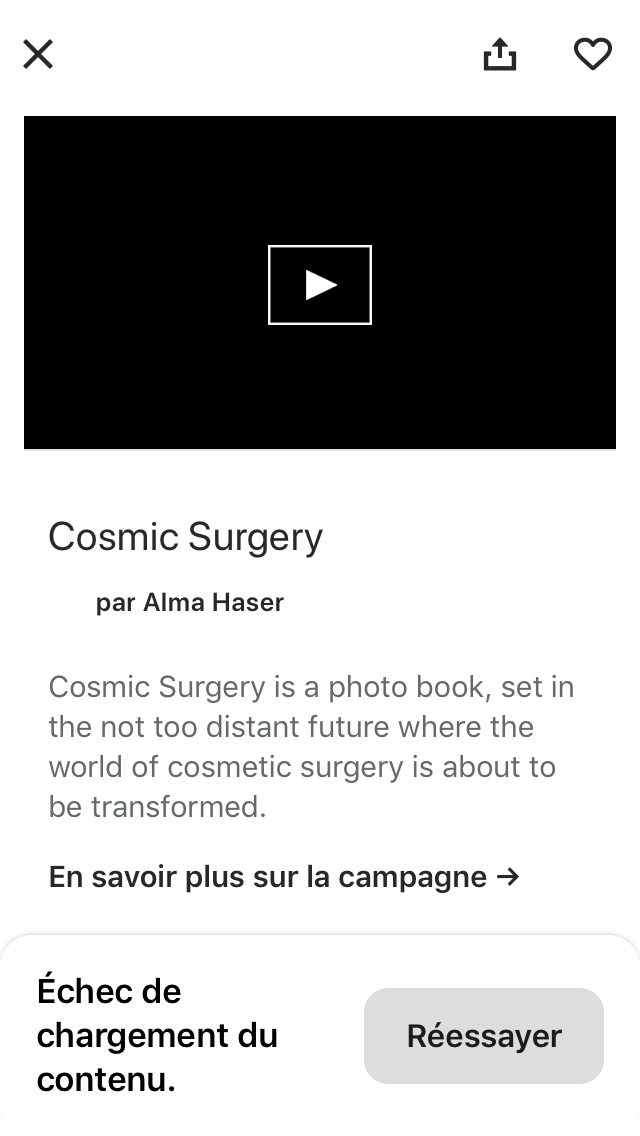 Cosmic Surgery
par Alma Haser
Cosmic Surgery is a photo book, set in
the not too distant future where the
world of cosmetic surgery is about to
be transformed.
En savoir plus sur la campagne →
Échec de
chargement du
contenu.
Réessayer